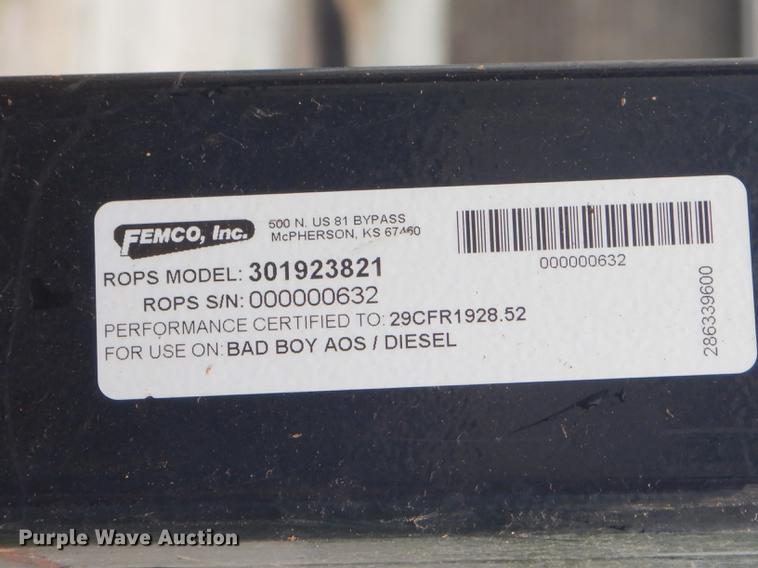 FEMCO, Inc.
500 N. US 81 BYPASS
McPHERSON, KS 67460
ROPS MODEL: 301923821
ROPS S/N: 000000632
PERFORMANCE CERTIFIED TO: 29CFR1928.52
FOR USE ON: BAD BOY AOS / DIESEL
000000632
286339600
Purple Wave Auction